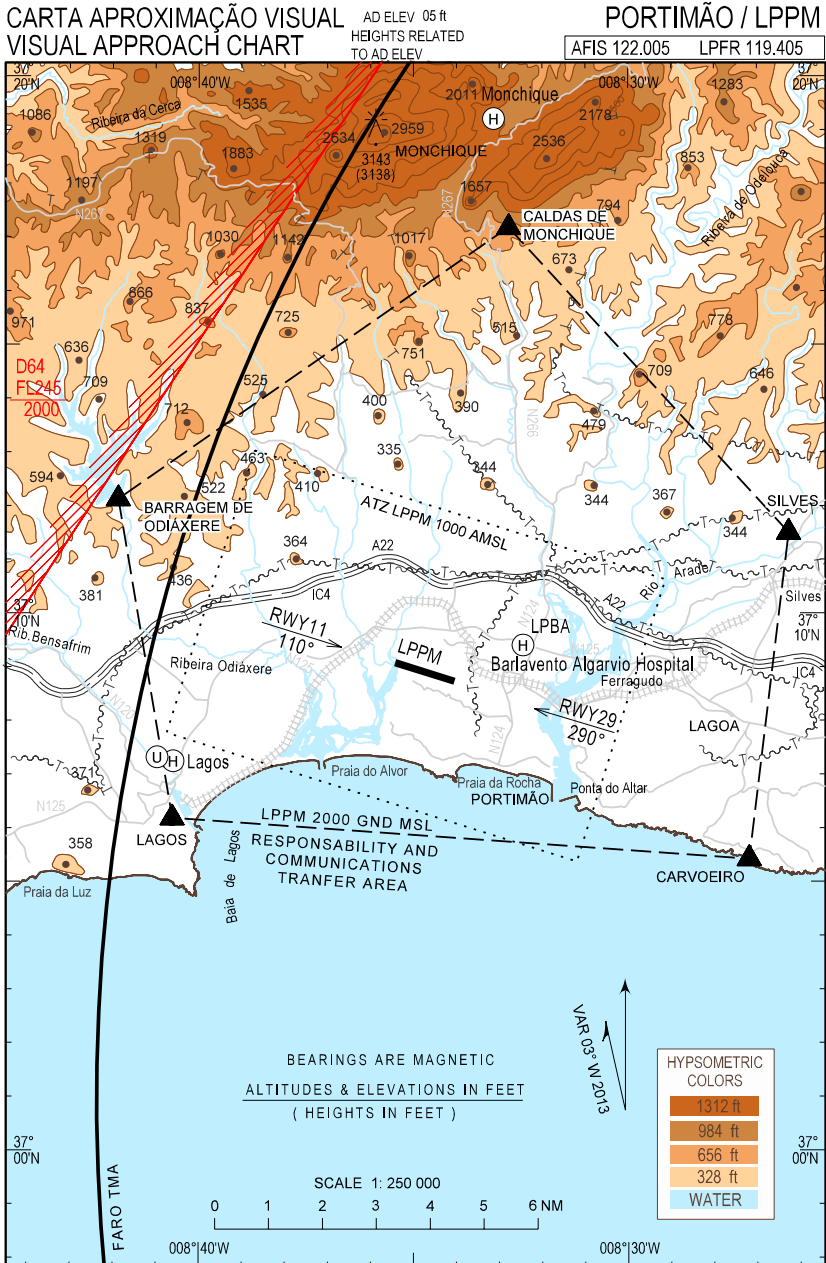 CARTA APROXIMAÇÃO VISUAL
VISUAL APPROACH CHART
AD ELEV 05 ft
HEIGHTS RELATED
TO AD ELEV
PORTIMÃO / LPPM
AFIS 122.005 LPFR 119.405
37°
20'N
008°40'W
008°30'W
37°
20'N
1086
Ribeira da Cerca
1535
1319
1883
2634
2959
3143
(3138)
MONCHIQUE
2011
Monchique
H
2178
1283
2536
853
1197
N267
1657
N267
794
Ribeira de Odelouca
CALDAS DE
MONCHIQUE
1030
1142
1017
673
866
837
971
725
751
515
778
636
709
646
D64
FL245
2000
709
525
400
390
N266
712
479
335
463
410
344
344
367
344
594
522
BARRAGEM DE
ODIÁXERE
ATZ LPPM 1000 AMSL
SILVES
364
A22
436
381
IC4
Rio Arade
A22
Silves
37°
10'N
37°
10'N
Rib.Bensafrim
RWY11
110°
N124
LPBA
H
N125
Barlavento Algarvio Hospital
Ferragudo
LPPM
Ribeira Odiáxere
N125
IC4
N120
RWY29
290°
LAGOA
N124
U
H
Lagos
371
Praia do Alvor
Praia da Rocha
PORTIMÃO
Ponta do Altar
N125
LPPM 2000 GND MSL
LAGOS
358
RESPONSABILITY AND
COMMUNICATIONS
TRANFER AREA
CARVOEIRO
Praia da Luz
Baia de Lagos
VAR 03° W 2013
BEARINGS ARE MAGNETIC
ALTITUDES & ELEVATIONS IN FEET
( HEIGHTS IN FEET )
HYPSOMETRIC
COLORS
1312 ft
984 ft
656 ft
328 ft
WATER
37°
00'N
37°
00'N
SCALE 1: 250 000
0 1 2 3 4 5 6 NM
FARO TMA
008°40'W
008°30'W